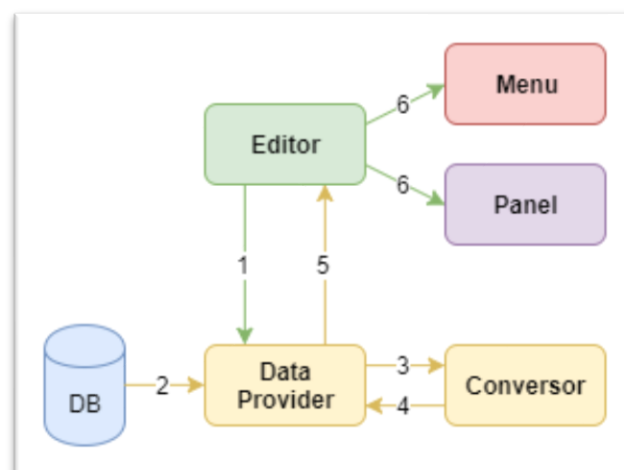 Menu
6
Editor
6
Panel
1
5
Data
Provider
3
Conversor
DB
2
4